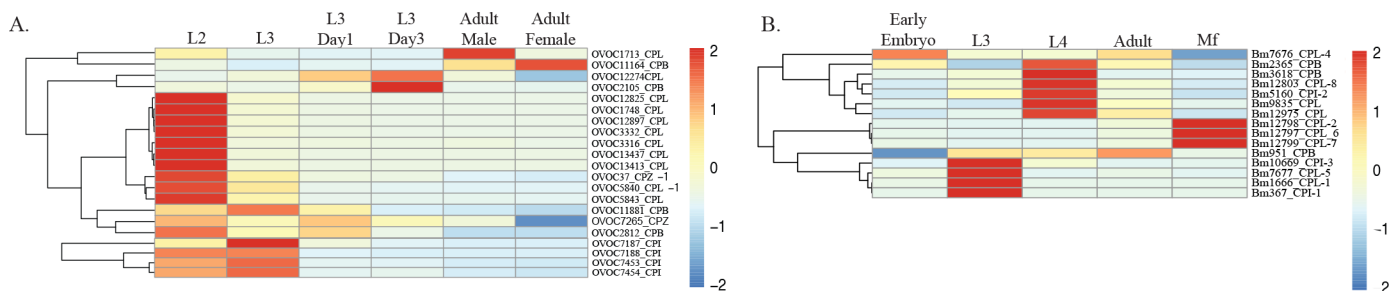 A.
L2
L3
L3
Day1
L3
Day3
Adult
Male
Adult
Female
OVOC1713_CPL
OVOC11164_CPB
OVOC12274CPL
OVOC2105_CPB
OVOC12825_CPL
OVOC1748_CPL
OVOC12897_CPL
OVOC3332_CPL
OVOC3316_CPL
OVOC13437_CPL
OVOC13413_CPL
OVOC37_CPZ -1
OVOC5840_CPL -1
OVOC5843_CPL
OVOC11881_CPB
OVOC7265_CPZ
OVOC2812_CPB
OVOC7187_CPI
OVOC7188_CPI
OVOC7453_CPI
OVOC7454_CPI
2
1
0
−1
−2
B.
Early
Embryo
L3
L4
Adult
Mf
Bm7676_CPL-4
Bm2365_CPB
Bm3618_CPB
Bm12803_CPL-8
Bm5160_CPI-2
Bm9835_CPL
Bm12975_CPL
Bm12798_CPL-2
Bm12797_CPL_6
Bm12799_CPL-7
Bm951_CPB
Bm10669_CPI-3
Bm7677_CPL-5
Bm1666_CPL-1
Bm367_CPI-1
2
1
0
−1
2